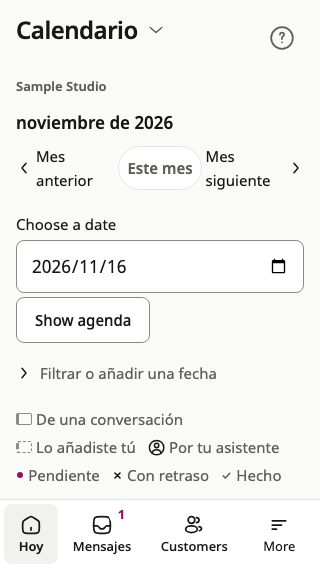 Calendario
Sample Studio
noviembre de 2026
Mes anterior
Este mes
Mes siguiente
Choose a date
2026/11/16
Show agenda
Filtrar o añadir una fecha
De una conversación
Lo añadiste tú Por tu asistente
Pendiente Con retraso Hecho
1
Hoy Mensajes Customers More